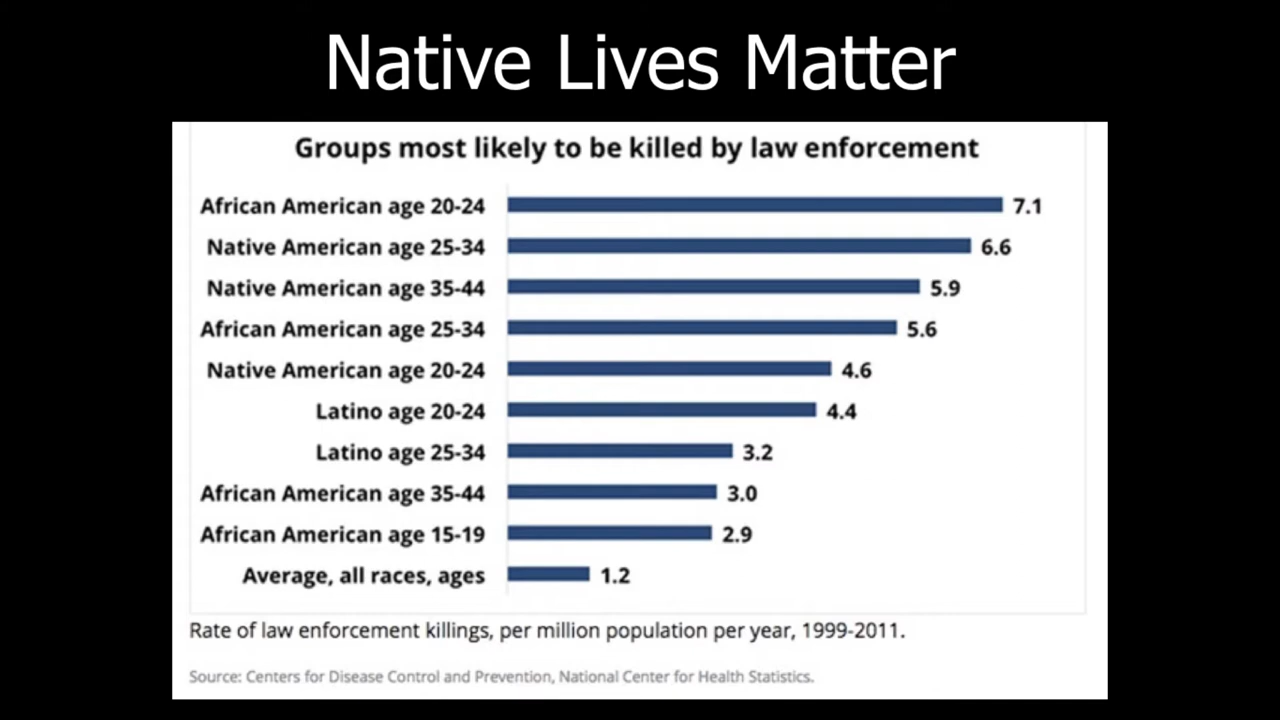 Native Lives Matter
Groups most likely to be killed by law enforcement
African American age 20-24 7.1
Native American age 25-34 6.6
Native American age 35-44 5.9
African American age 25-34 5.6
Native American age 20-24 4.6
Latino age 20-24 4.4
Latino age 25-34 3.2
African American age 35-44 3.0
African American age 15-19 2.9
Average, all races, ages 1.2
Rate of law enforcement killings, per million population per year, 1999-2011.
Source: Centers for Disease Control and Prevention, National Center for Health Statistics.